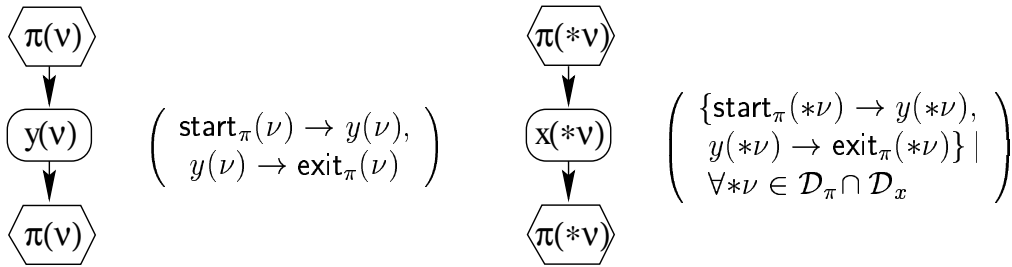 π(ν)
y(ν)
π(ν)
start_π(ν) → y(ν),
y(ν) → exit_π(ν)
π(*ν)
x(*ν)
π(*ν)
{start_π(*ν) → y(*ν),
y(*ν) → exit_π(*ν)} |
∀*ν ∈ 𝒟_π ∩ 𝒟_x